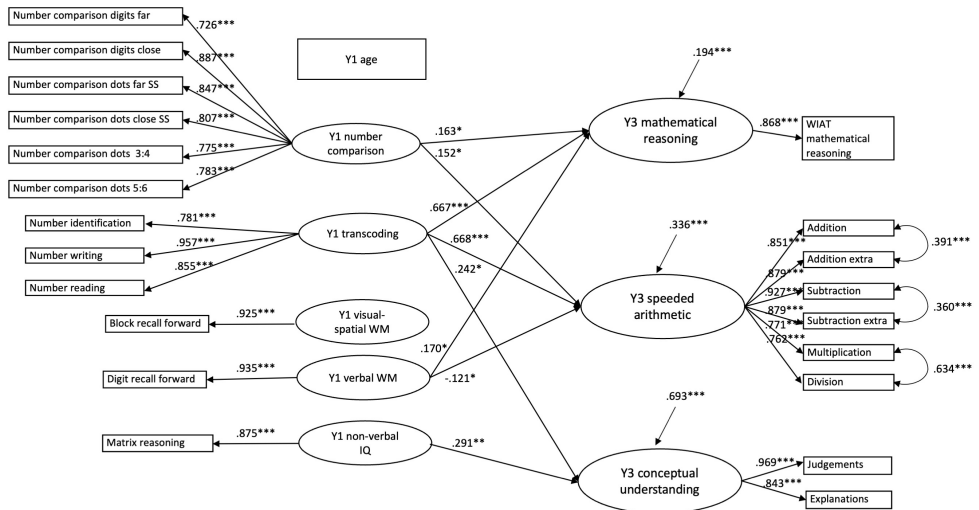 Number comparison digits far
.726***
Number comparison digits close
.887***
Number comparison dots far SS
.847***
Number comparison dots close SS
.807***
Number comparison dots 3:4
.775***
Number comparison dots 5:6
.783***
Y1 age
Y1 number
comparison
.163*
.152*
.194***
Y3 mathematical
reasoning
.868***
WIAT
mathematical
reasoning
Number identification
.781***
Number writing
.957***
Number reading
.855***
Y1 transcoding
.667***
.668***
.242*
.336***
Y3 speeded
arithmetic
Addition
.851***
Addition extra
.879***
.391***
Subtraction
.927***
Subtraction extra
.879***
.360***
Multiplication
.771***
Division
.762***
.634***
Block recall forward
.925***
Y1 visual-
spatial WM
Digit recall forward
.935***
Y1 verbal WM
.170*
-.121*
Matrix reasoning
.875***
Y1 non-verbal
IQ
.291**
.693***
Y3 conceptual
understanding
.969***
Judgements
.843***
Explanations